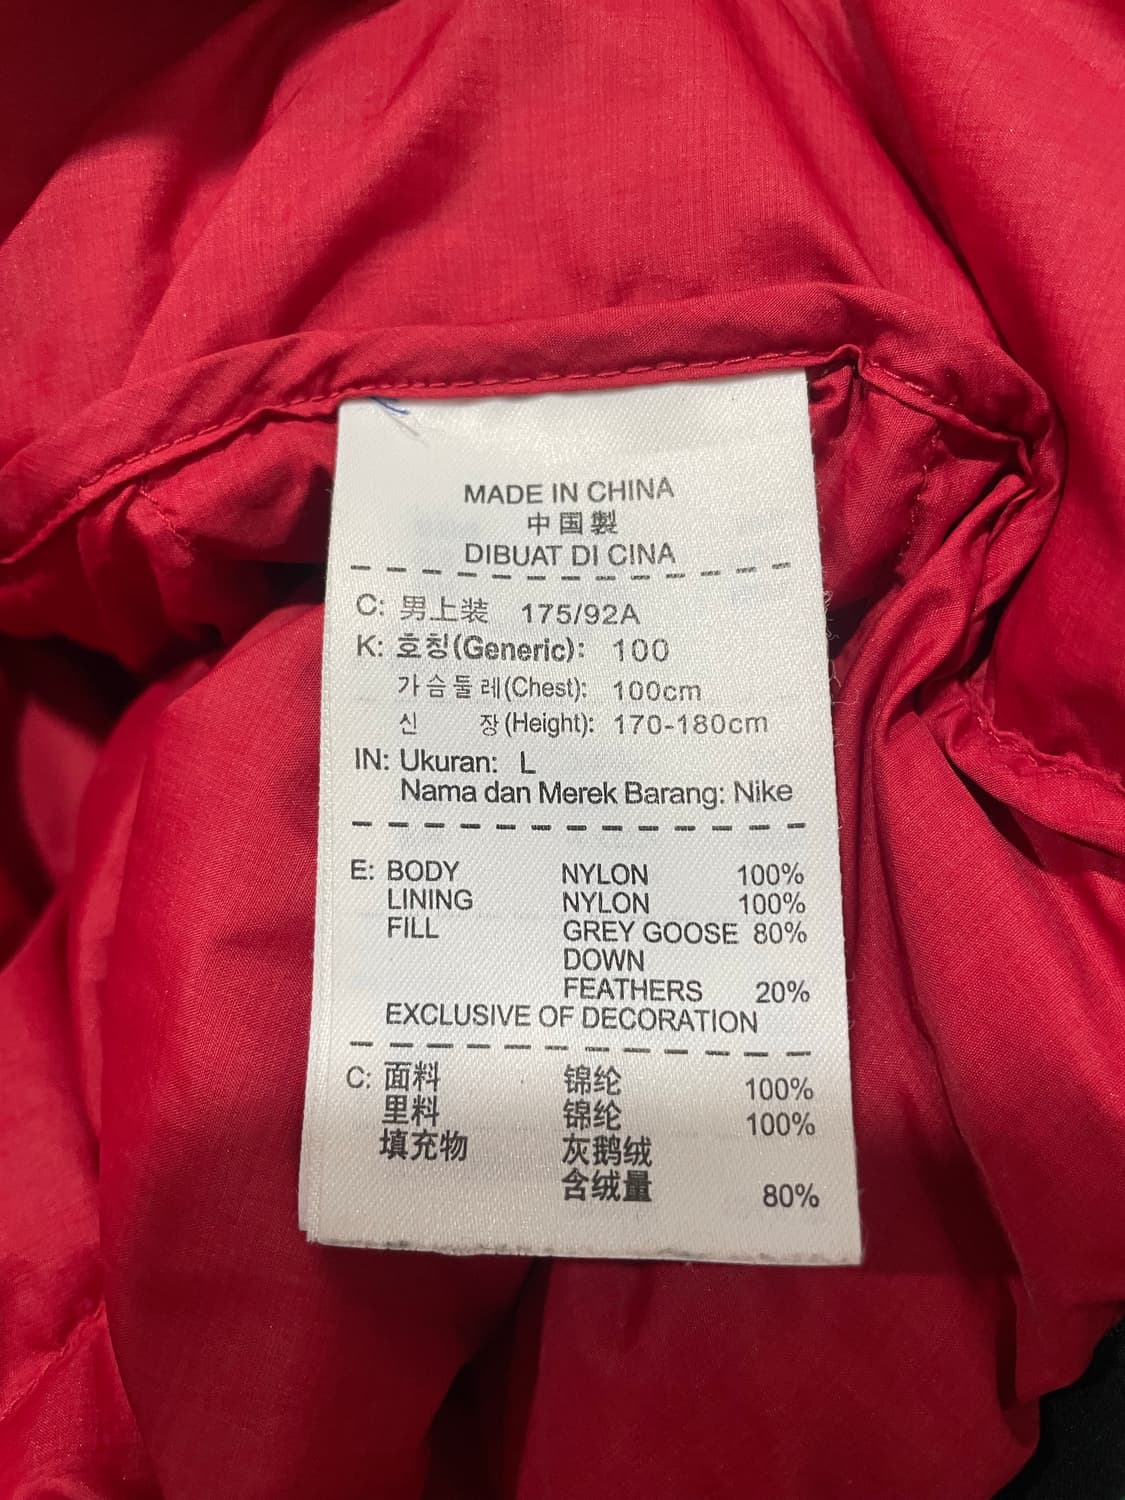 MADE IN CHINA
中国製
DIBUAT DI CINA
C: 男上装 175/92A
K: 호칭(Generic): 100
가슴둘레(Chest): 100cm
신 장(Height): 170-180cm
IN: Ukuran: L
Nama dan Merek Barang: Nike
E: BODY NYLON 100%
LINING NYLON 100%
FILL GREY GOOSE 80%
DOWN
FEATHERS 20%
EXCLUSIVE OF DECORATION
C: 面料 锦纶 100%
里料 锦纶 100%
填充物 灰鹅绒
含绒量 80%